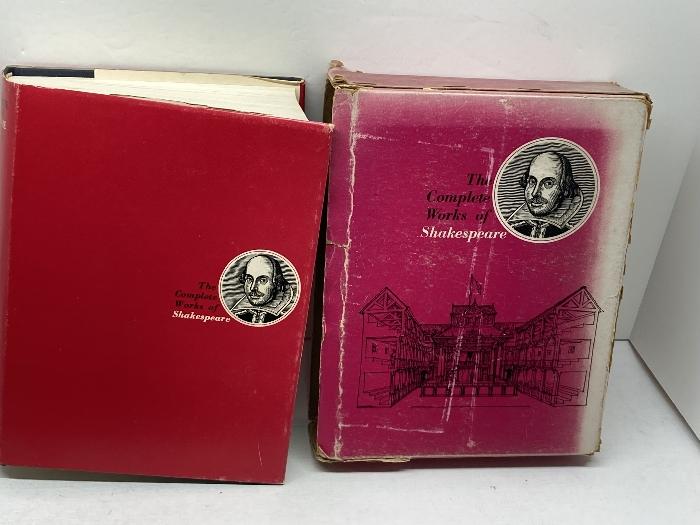 The
Complete
Works of
Shakespeare
The
Complete
Works of
Shakespeare